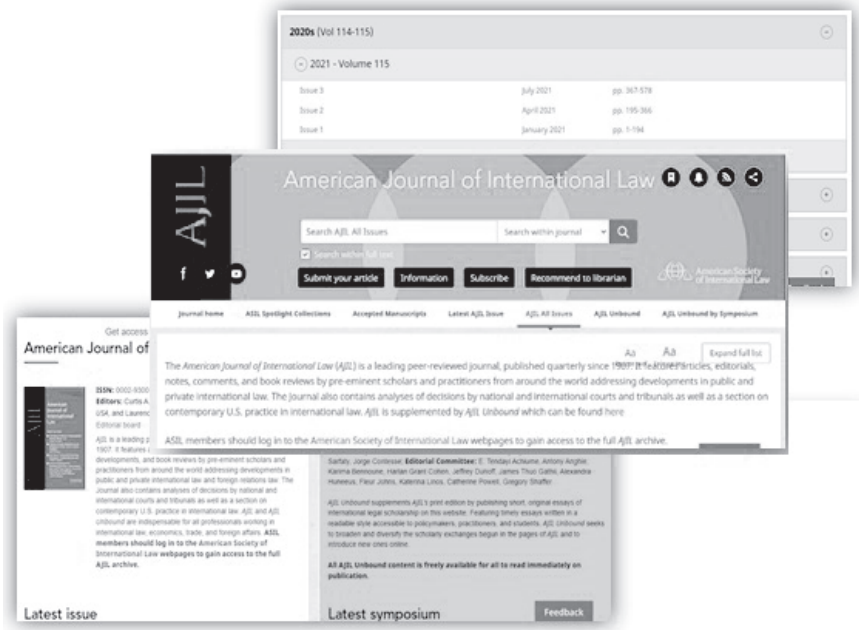 2020s (Vol 114-115)
2021 - Volume 115
Issue 3 July 2021 pp. 367-578
Issue 2 April 2021 pp. 195-366
Issue 1 January 2021 pp. 1-194
AJIL
American Journal of International Law
Search AJIL All Issues Search within journal
Search within full text
Submit your article Information Subscribe Recommend to librarian
American Society
of International Law
Journal home ASIL Spotlight Collections Accepted Manuscripts Latest AJIL Issue AJIL All Issues AJIL Unbound AJIL Unbound by Symposium
Aa Aa Expand full list
The American Journal of International Law (AJIL) is a leading peer-reviewed journal, published quarterly since 1907. It features articles, editorials,
notes, comments, and book reviews by pre-eminent scholars and practitioners from around the world addressing developments in public and
private international law. The Journal also contains analyses of decisions by national and international courts and tribunals as well as a section on
contemporary U.S. practice in international law. AJIL is supplemented by AJIL Unbound which can be found here
ASIL members should log in to the American Society of International Law webpages to gain access to the full AJIL archive.
Get access
American Journal of
AJIL
American
Journal of
International
Law
ISSN: 0002-9300
Editors: Curtis A.
USA, and Laurenc
Editorial board
AJIL is a leading p
1907. It features a
developments, and book reviews by pre-eminent scholars and
practitioners from around the world addressing developments in
public and private international law and foreign relations law. The
Journal also contains analyses of decisions by national and
international courts and tribunals as well as a section on
contemporary U.S. practice in international law. AJIL and AJIL
Unbound are indispensable for all professionals working in
international law, economics, trade, and foreign affairs. ASIL
members should log in to the American Society of
International Law webpages to gain access to the full
AJIL archive.
Latest issue
Sarfaty, Jorge Contesse; Editorial Committee: E. Tendayi Achiume, Antony Anghie,
Karima Bennoune, Harlan Grant Cohen, Jeffrey Dunoff, James Thuo Gathii, Alexandra
Huneeus, Fleur Johns, Katerina Linos, Catherine Powell, Gregory Shaffer
AJIL Unbound supplements AJIL's print edition by publishing short, original essays of
international legal scholarship on this website. Featuring timely essays written in a
readable style accessible to policymakers, practitioners, and students, AJIL Unbound seeks
to broaden and diversify the scholarly exchanges begun in the pages of AJIL and to
introduce new ones online.
All AJIL Unbound content is freely available for all to read immediately on
publication.
Latest symposium
Feedback